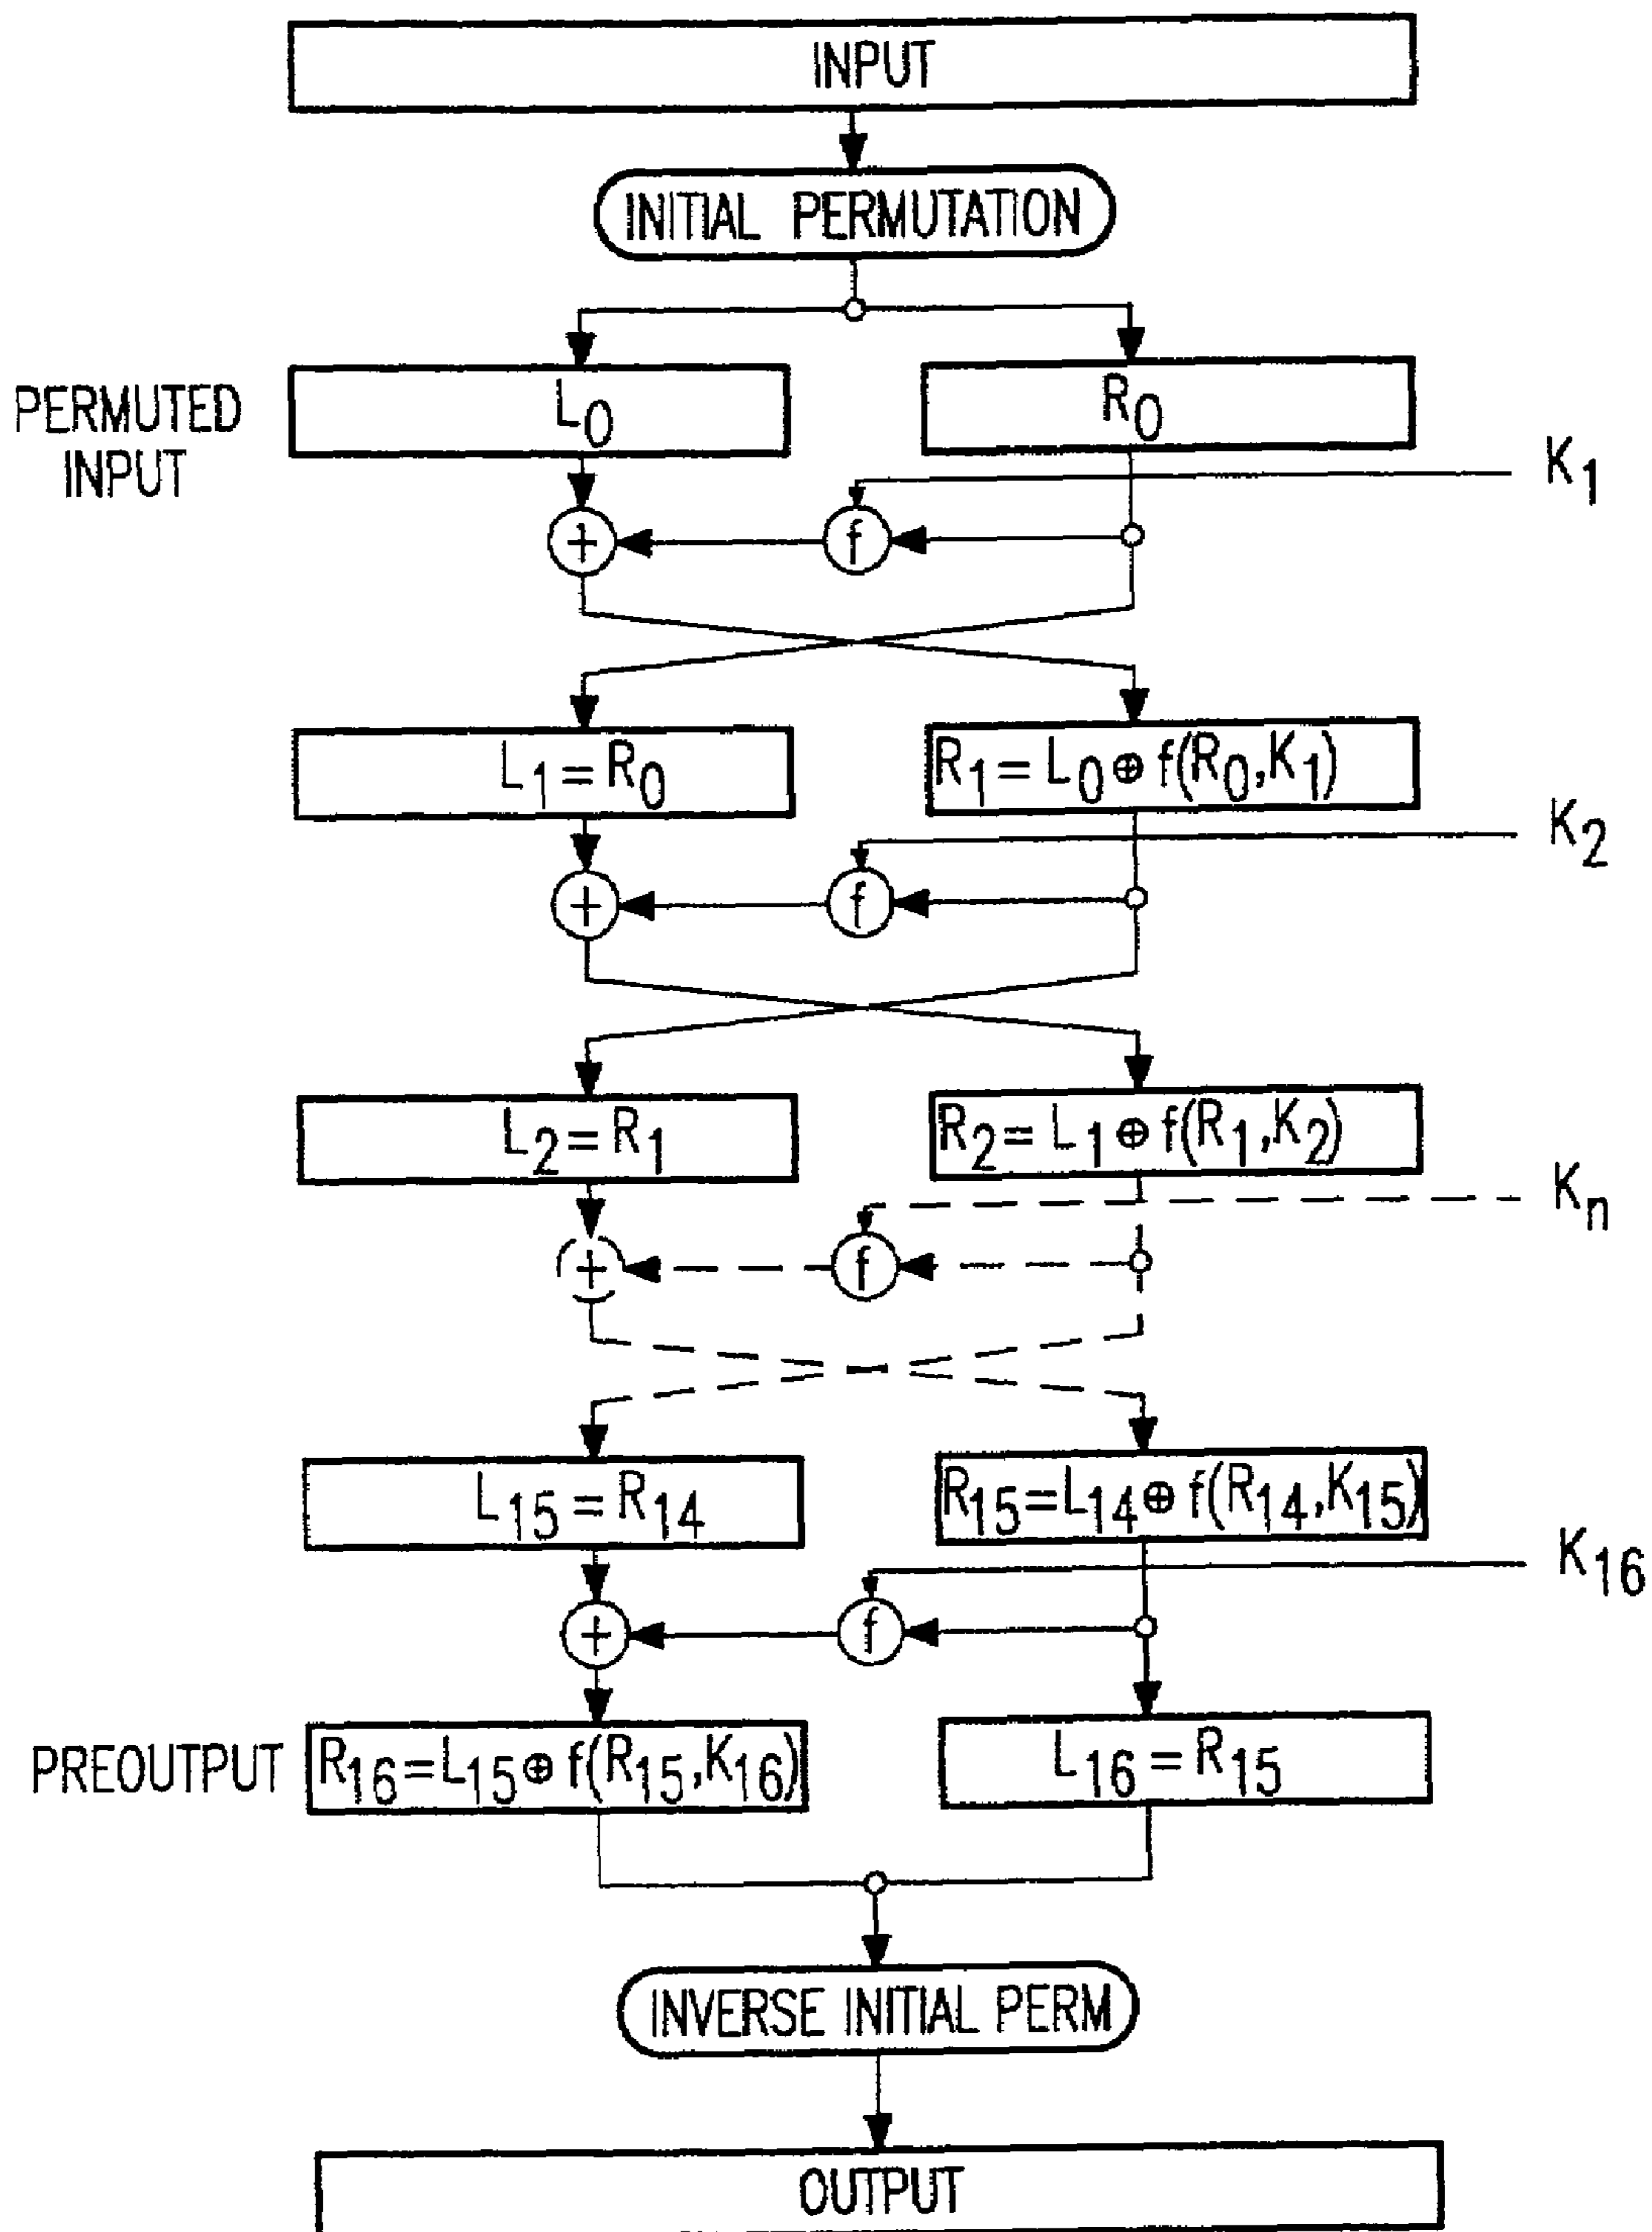 INPUT
INITIAL PERMUTATION
PERMUTED
INPUT
L₀
R₀
K₁
+
f
L₁ = R₀
R₁ = L₀ ⊕ f(R₀,K₁)
K₂
+
f
L₂ = R₁
R₂ = L₁ ⊕ f(R₁,K₂)
Kₙ
+
f
L₁₅ = R₁₄
R₁₅=L₁₄ ⊕ f(R₁₄,K₁₅)
K₁₆
+
f
PREOUTPUT
R₁₆=L₁₅ ⊕ f(R₁₅,K₁₆)
L₁₆ = R₁₅
INVERSE INITIAL PERM
OUTPUT